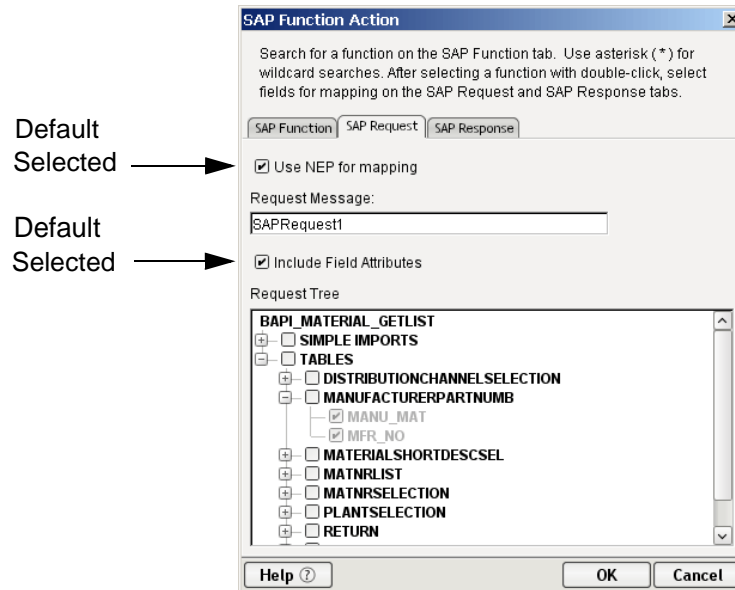 SAP Function Action
Search for a function on the SAP Function tab. Use asterisk ( * ) for
wildcard searches. After selecting a function with double-click, select
fields for mapping on the SAP Request and SAP Response tabs.
SAP Function SAP Request SAP Response
Default
Selected
Use NEP for mapping
Request Message:
SAPRequest1
Default
Selected
Include Field Attributes
Request Tree
BAPI_MATERIAL_GETLIST
SIMPLE IMPORTS
TABLES
DISTRIBUTIONCHANNELSELECTION
MANUFACTURERPARTNUMB
MANU_MAT
MFR_NO
MATERIALSHORTDESCSEL
MATNRLIST
MATNRSELECTION
PLANTSELECTION
RETURN
Help ? OK Cancel